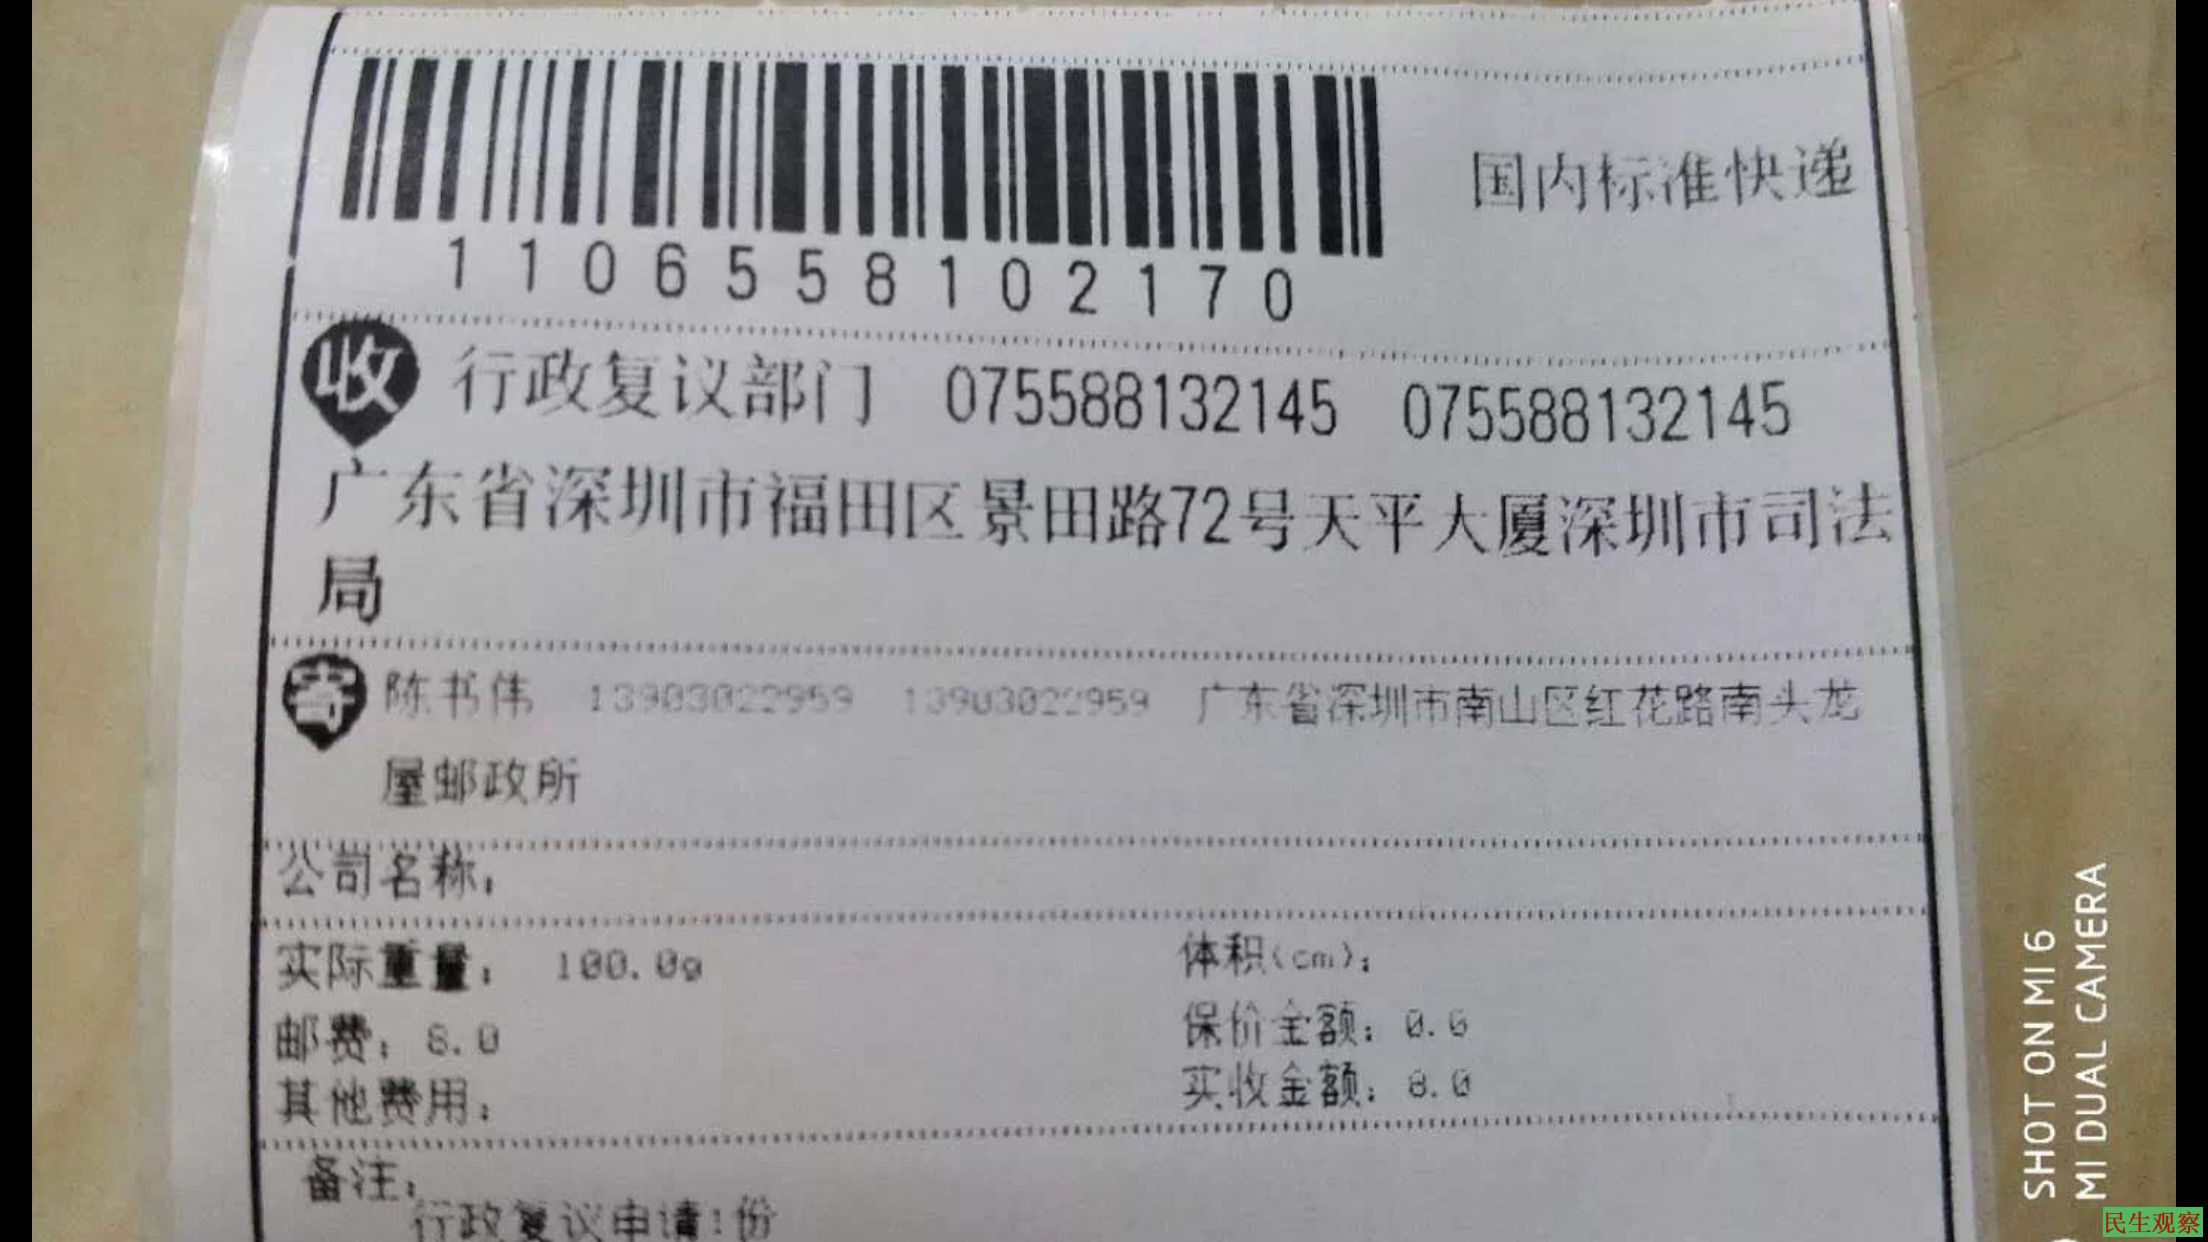 国内标准快递
1106558102170
收 行政复议部门 075588132145 075588132145
广东省深圳市福田区景田路72号天平大厦深圳市司法
局
寄 陈书伟 13903022959 13903022959 广东省深圳市南山区红花路南头龙
屋邮政所
公司名称:
实际重量: 100.0g 体积(cm):
邮费: 8.0 保价金额: 0.0
其他费用: 实收金额: 8.0
备注:
行政复议申请1份
SHOT ON MI 6
MI DUAL CAMERA
民生观察